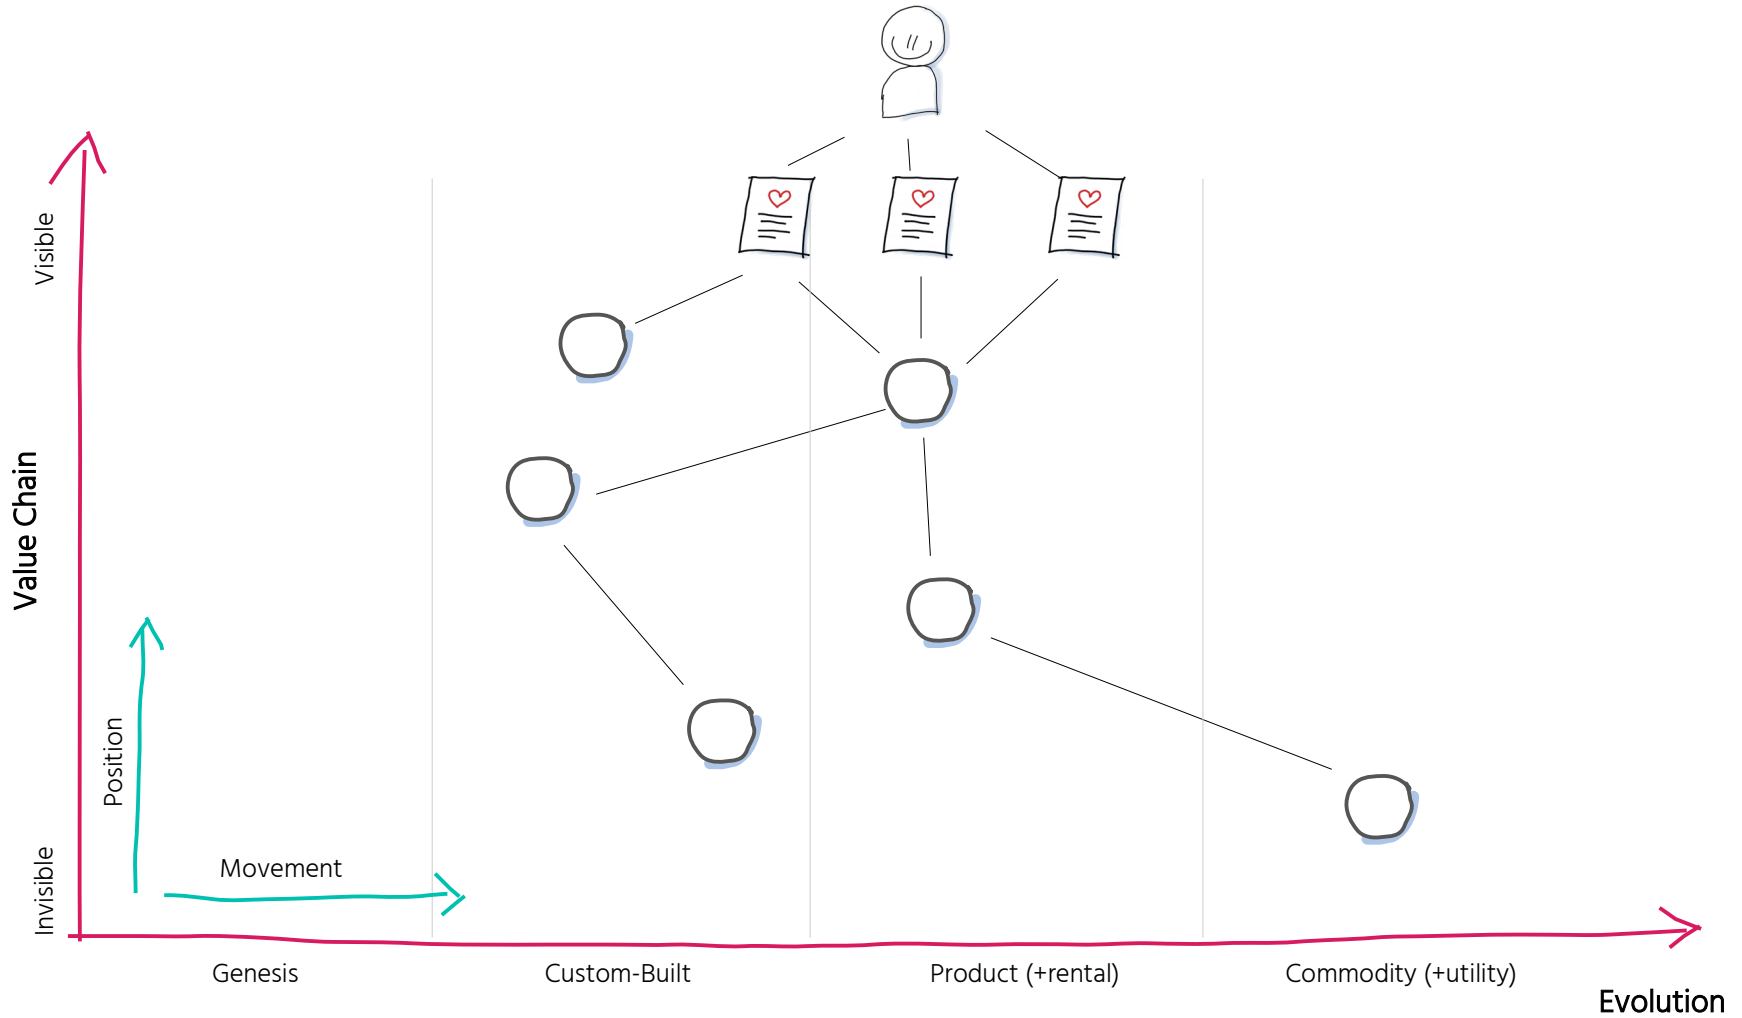 Visible
Value Chain
Position
Movement
Invisible
Genesis
Custom-Built
Product (+rental)
Commodity (+utility)
Evolution